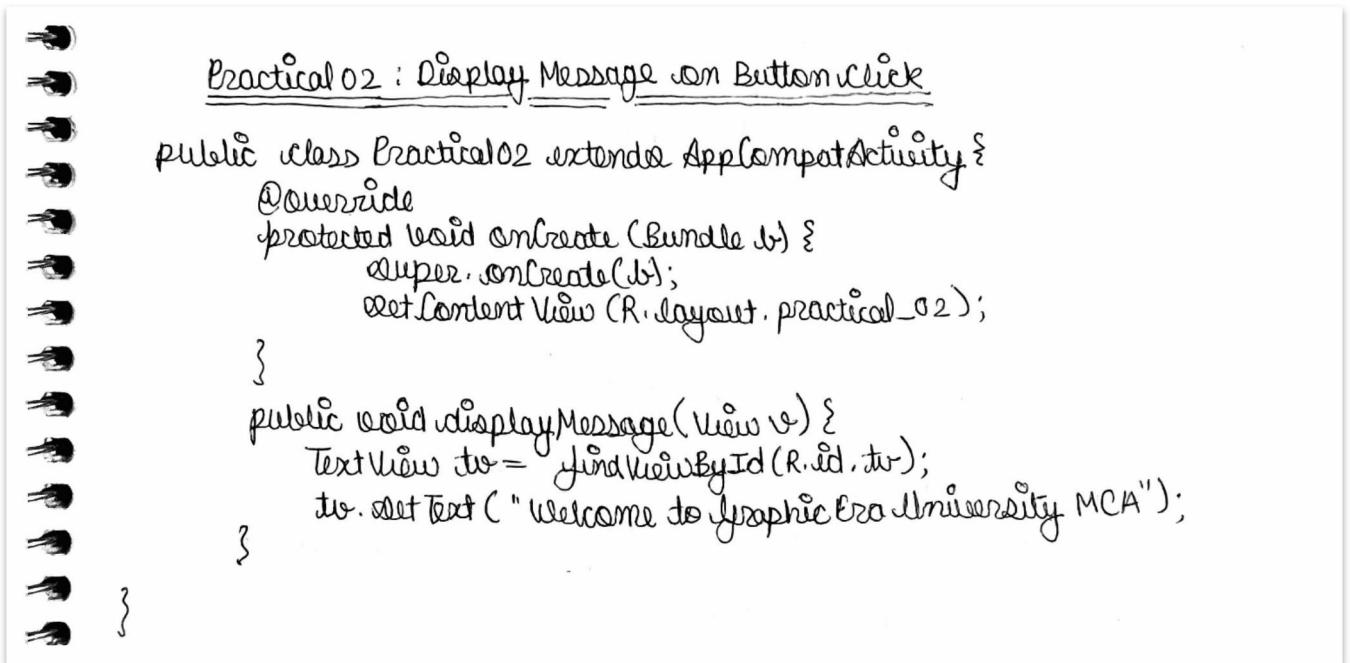 Practical 02 : Display Message on Button Click
public class Practical02 extends AppCompatActivity {
@override
protected void onCreate (Bundle b) {
super.onCreate(b);
setContentView (R.layout.practical_02);
}
public void displayMessage(View v) {
TextView tv = findViewById(R.id.tv);
tv.setText ("Welcome to Graphic Era University MCA");
}
}